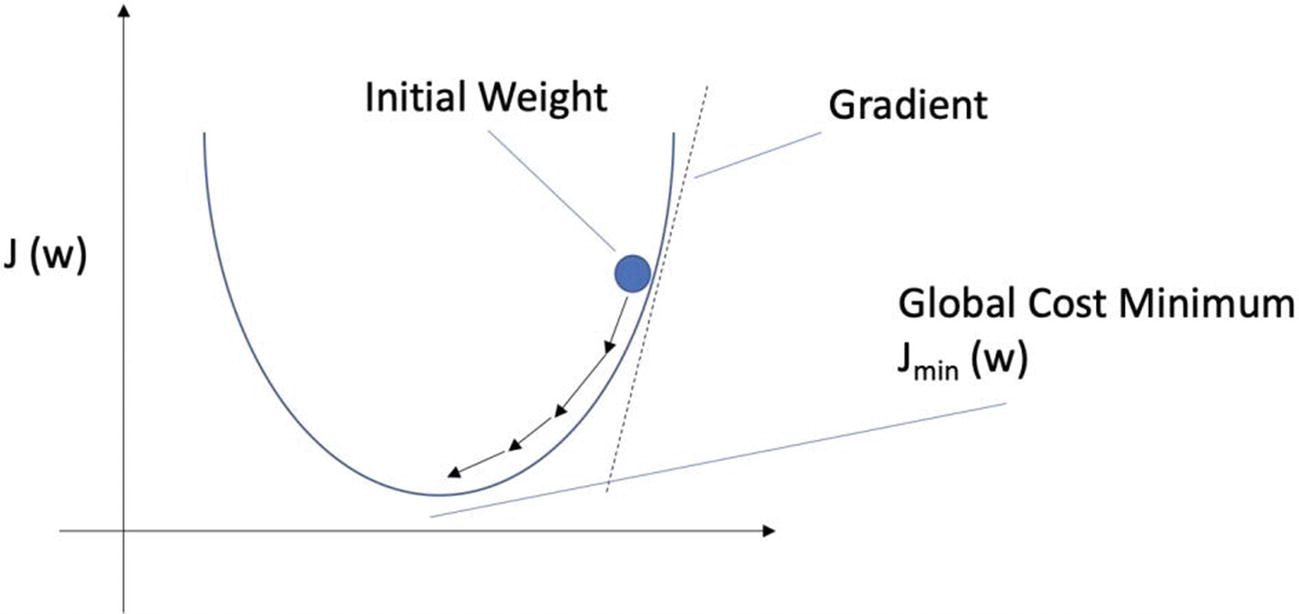 Initial Weight
Gradient
J (w)
Global Cost Minimum
Jmin (w)